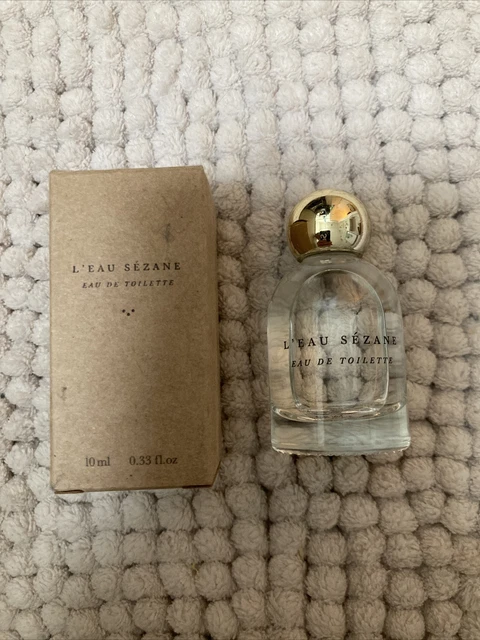 L'EAU SÉZANE
EAU DE TOILETTE
10 ml 0.33 fl.oz
L'EAU SÉZANE
EAU DE TOILETTE